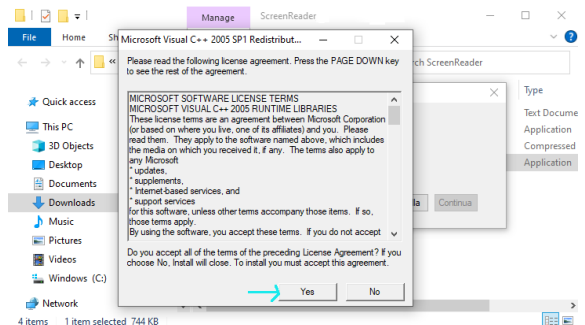 Manage
ScreenReader
File
Home
Sh
Microsoft Visual C++ 2005 SP1 Redistribut...
Please read the following license agreement. Press the PAGE DOWN key
to see the rest of the agreement.
rch ScreenReader
MICROSOFT SOFTWARE LICENSE TERMS
MICROSOFT VISUAL C++ 2005 RUNTIME LIBRARIES
These license terms are an agreement between Microsoft Corporation
(or based on where you live, one of its affiliates) and you. Please
read them. They apply to the software named above, which includes
the media on which you received it, if any. The terms also apply to
any Microsoft
* updates,
* supplements,
* Internet-based services, and
* support services
for this software, unless other terms accompany those items. If so,
those terms apply.
By using the software, you accept these terms. If you do not accept
Do you accept all of the terms of the preceding License Agreement? If you
choose No, Install will close. To install you must accept this agreement.
Yes
No
Quick access
This PC
3D Objects
Desktop
Documents
Downloads
Music
Pictures
Videos
Windows (C:)
Network
Type
Text Docume
Application
Compressed
Application
la
Continua
4 items
1 item selected 744 KB